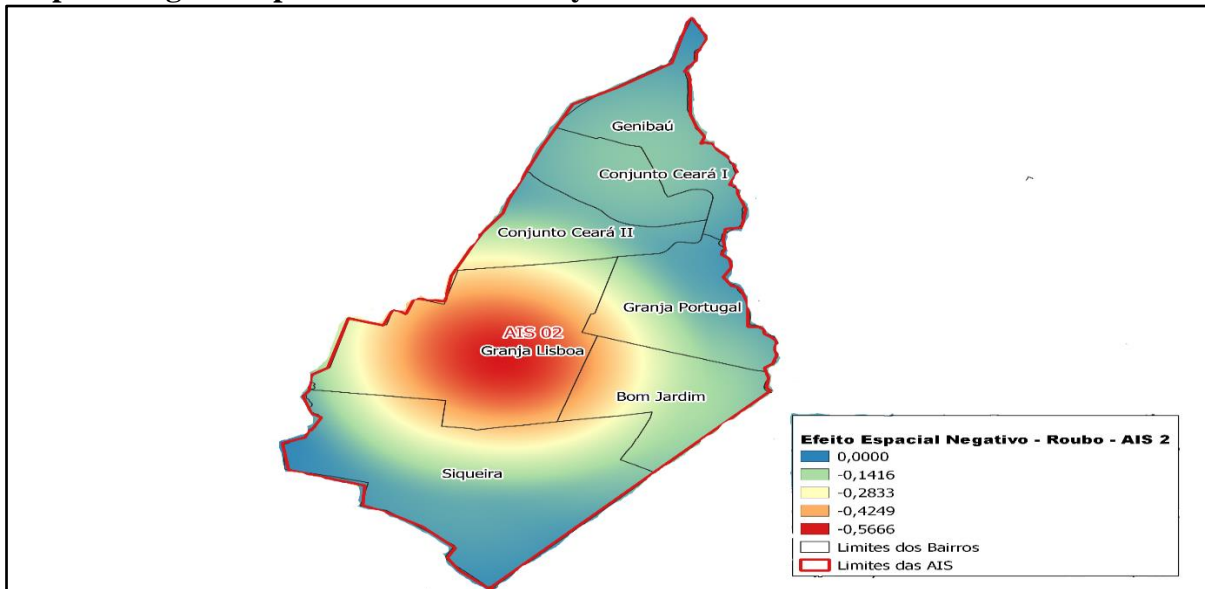 Genibaú
Conjunto Ceará I
Conjunto Ceará II
Granja Portugal
AIS 02
Granja Lisboa
Bom Jardim
Siqueira
Efeito Espacial Negativo - Roubo - AIS 2
0,0000
-0,1416
-0,2833
-0,4249
-0,5666
Limites dos Bairros
Limites das AIS